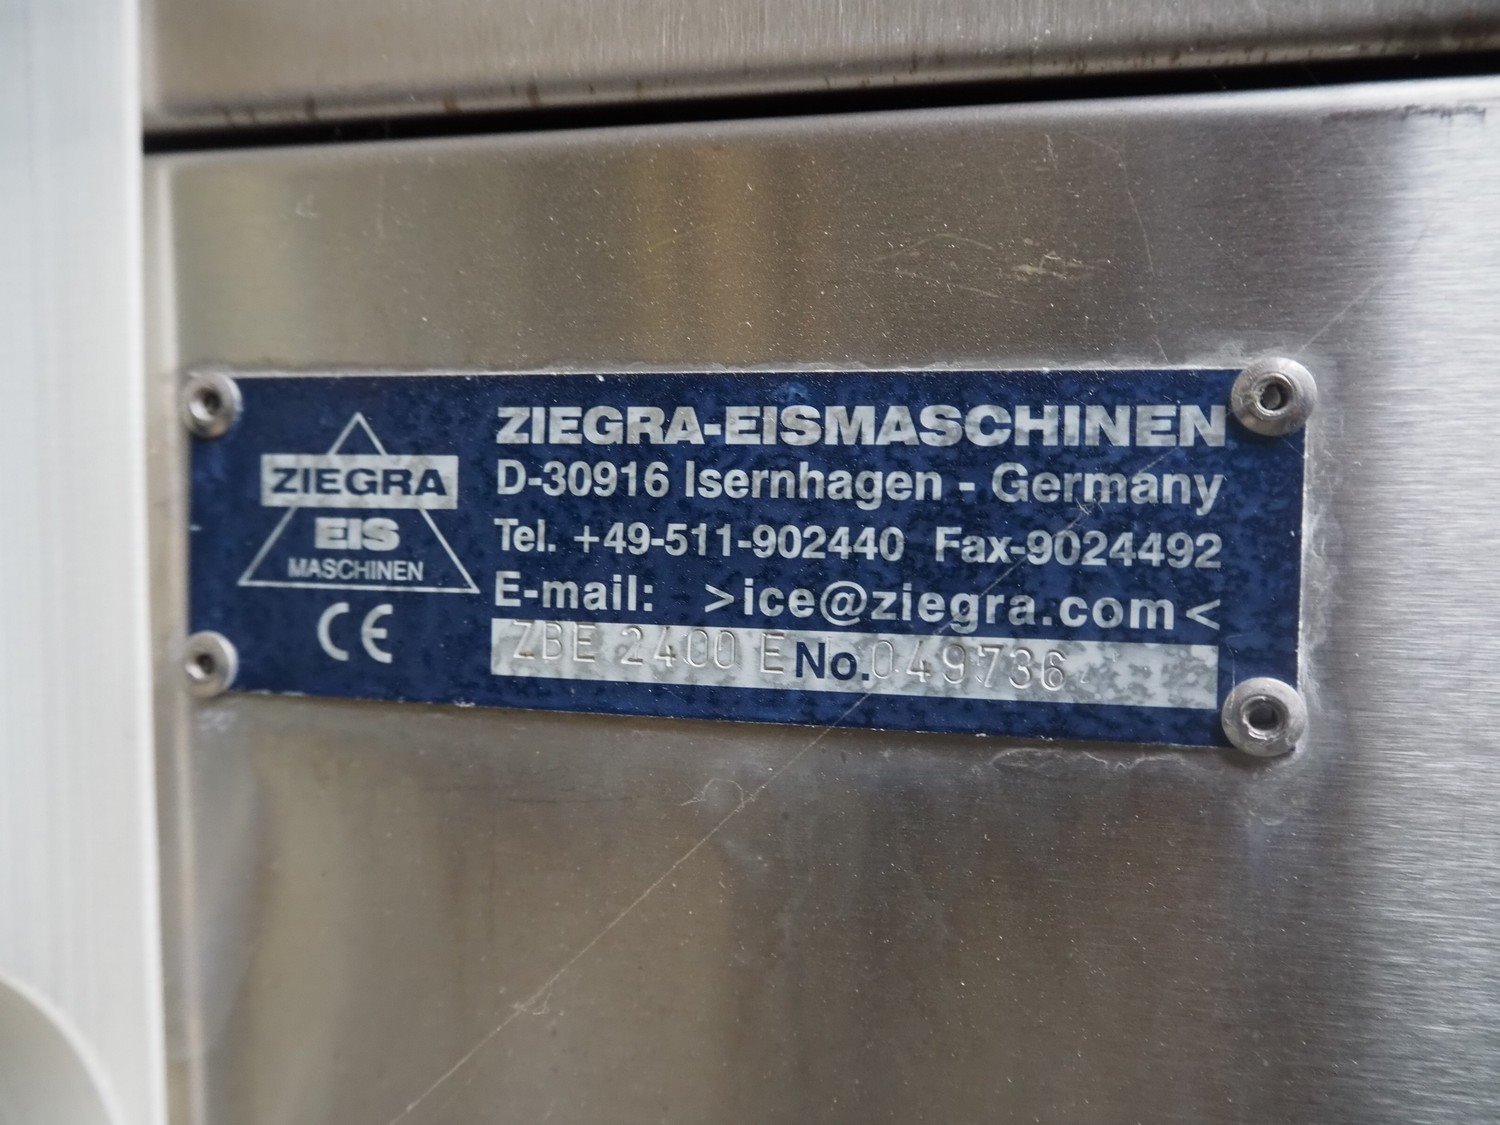 ZIEGRA
EIS
MASCHINEN
CE
ZIEGRA-EISMASCHINEN
D-30916 Isernhagen - Germany
Tel. +49-511-902440 Fax-9024492
E-mail: >ice@ziegra.com<
ZBE 2400 E No. 049736